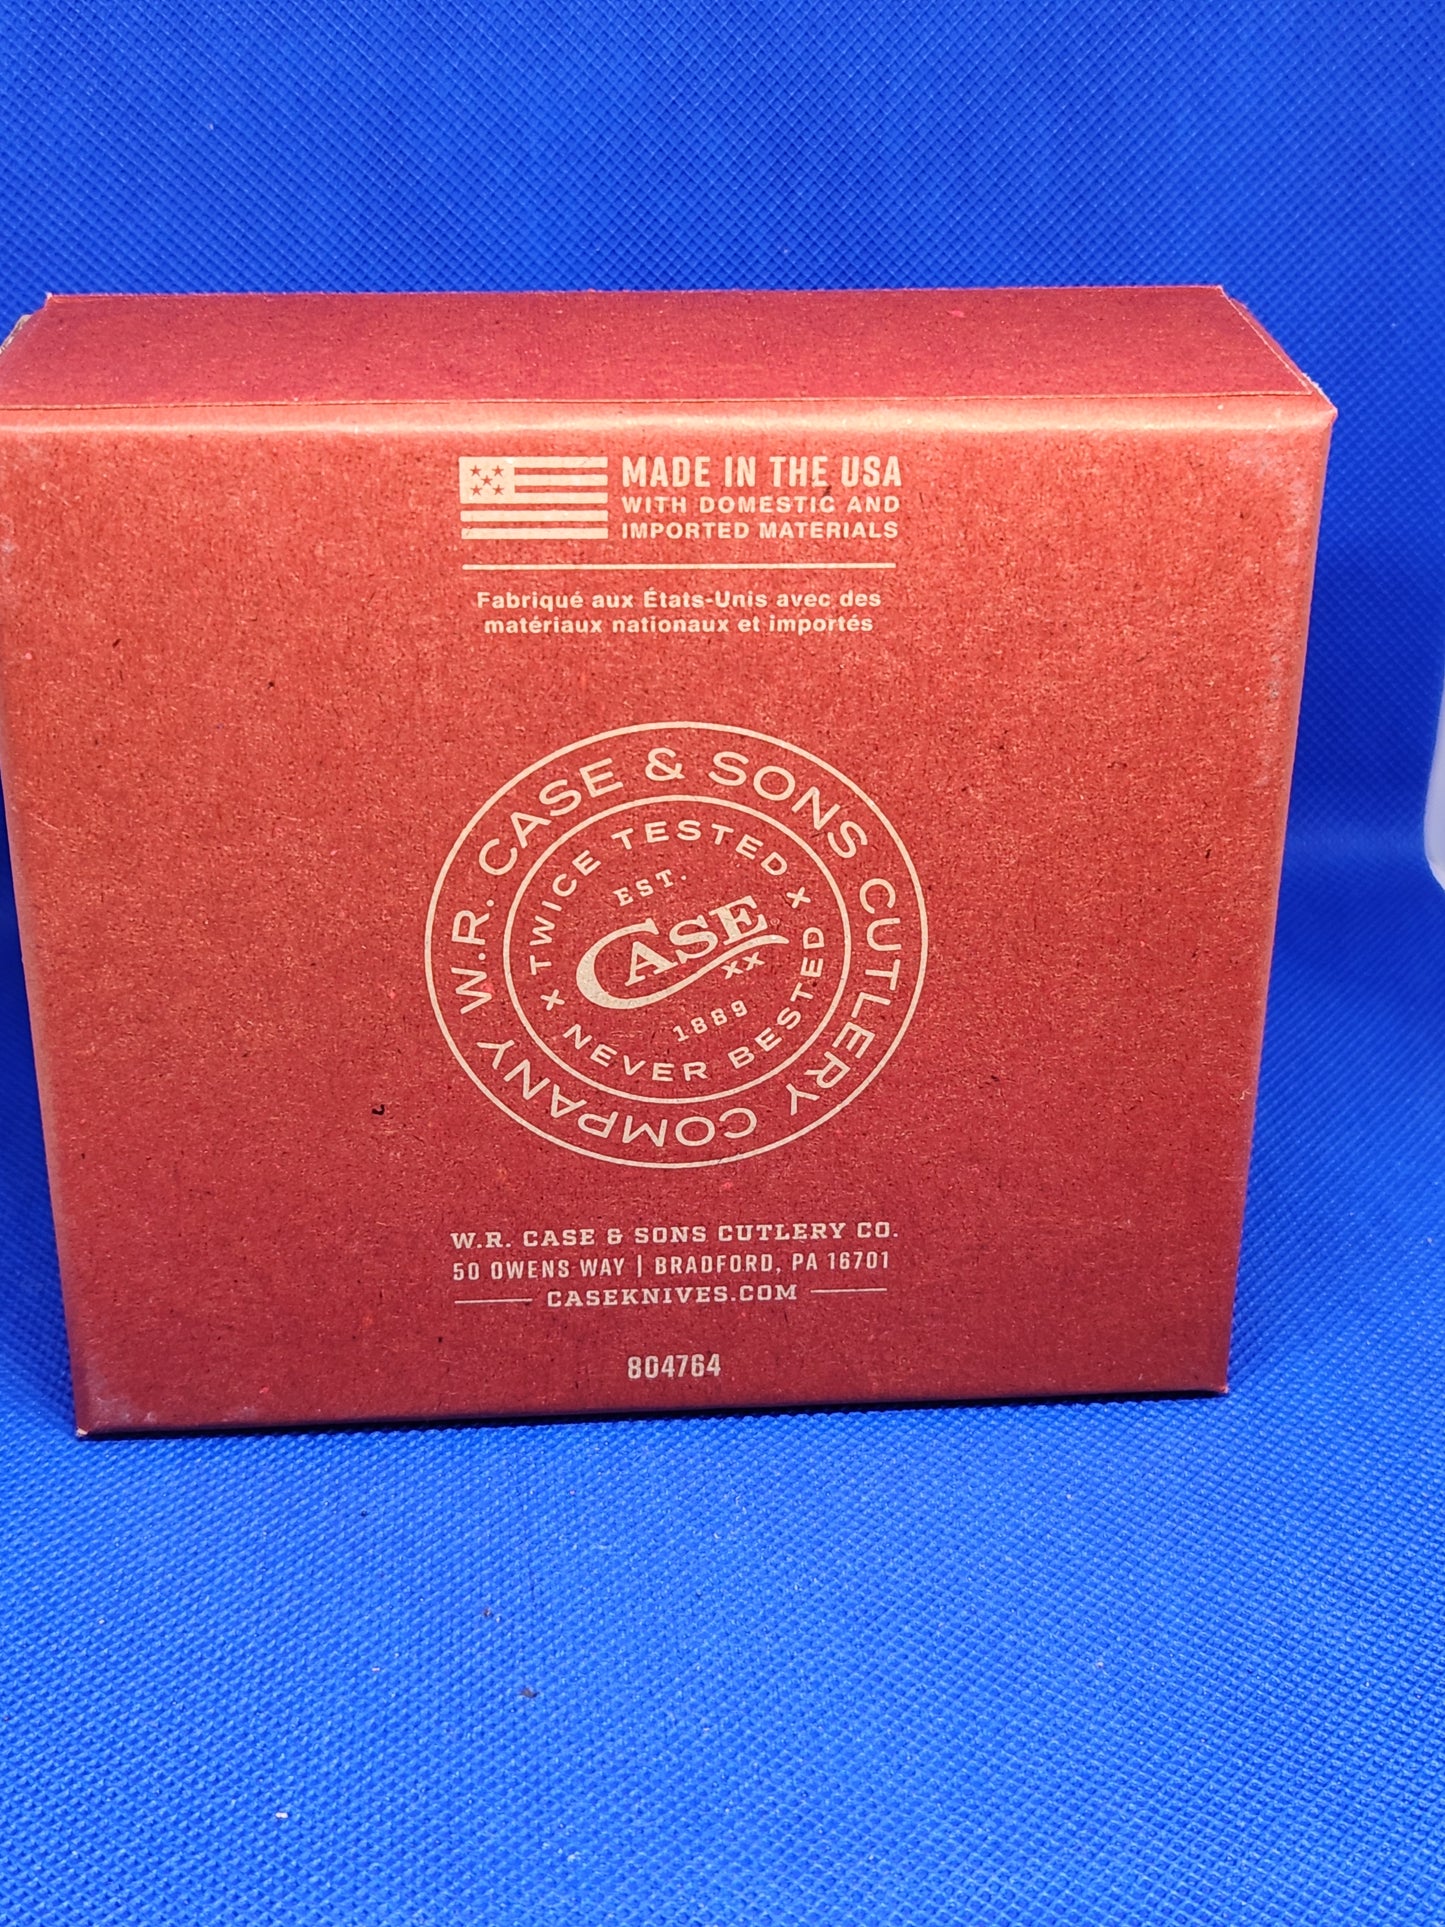 MADE IN THE USA
WITH DOMESTIC AND
IMPORTED MATERIALS
Fabriqué aux États-Unis avec des
matériaux nationaux et importés
W.R. CASE & SONS CUTLERY COMPANY
X TWICE TESTED X NEVER BESTED
EST.
CASE
XX
1889
W.R. CASE & SONS CUTLERY CO.
50 OWENS WAY | BRADFORD, PA 16701
CASEKNIVES.COM
804764